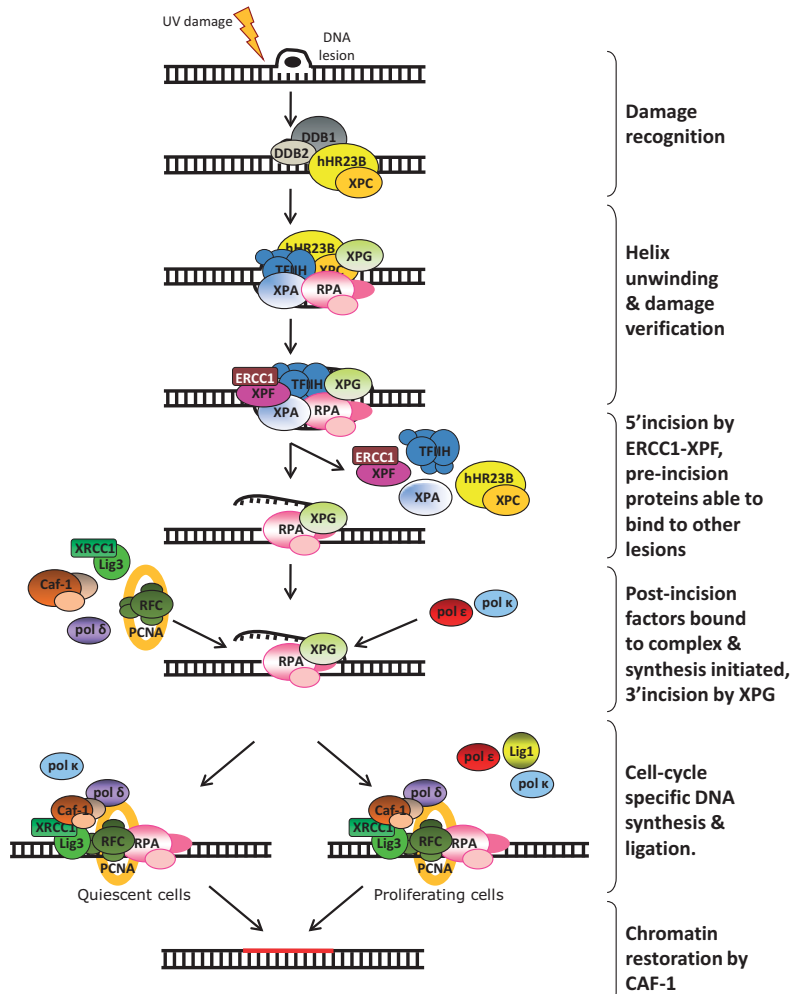 UV damage
DNA
lesion
Damage
recognition
DDB1
DDB2
hHR23B
XPC
Helix
unwinding
& damage
verification
hHR23B
TFIIH
XPC
XPG
XPA
RPA
ERCC1
XPF
TFIIH
XPG
XPA
RPA
5'incision by
ERCC1-XPF,
pre-incision
proteins able to
bind to other
lesions
ERCC1
XPF
TFIIH
XPA
hHR23B
XPC
RPA
XPG
XRCC1
Lig3
Caf-1
pol δ
RFC
PCNA
pol ε
pol κ
RPA
XPG
Post-incision
factors bound
to complex &
synthesis initiated,
3'incision by XPG
pol κ
pol δ
Caf-1
XRCC1
Lig3
RFC
RPA
PCNA
Quiescent cells
pol ε
Lig1
pol κ
pol δ
Caf-1
XRCC1
Lig3
RFC
RPA
PCNA
Proliferating cells
Cell-cycle
specific DNA
synthesis &
ligation.
Chromatin
restoration by
CAF-1